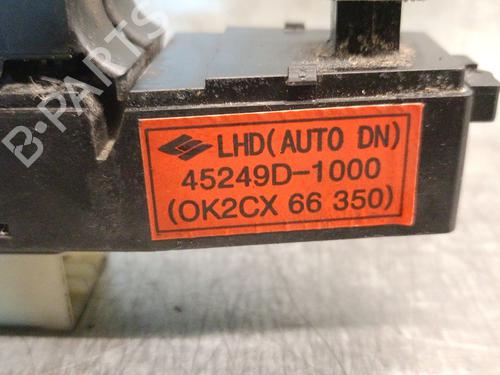 B-PARTS
LHD(AUTO DN)
45249D-1000
(OK2CX 66 350)